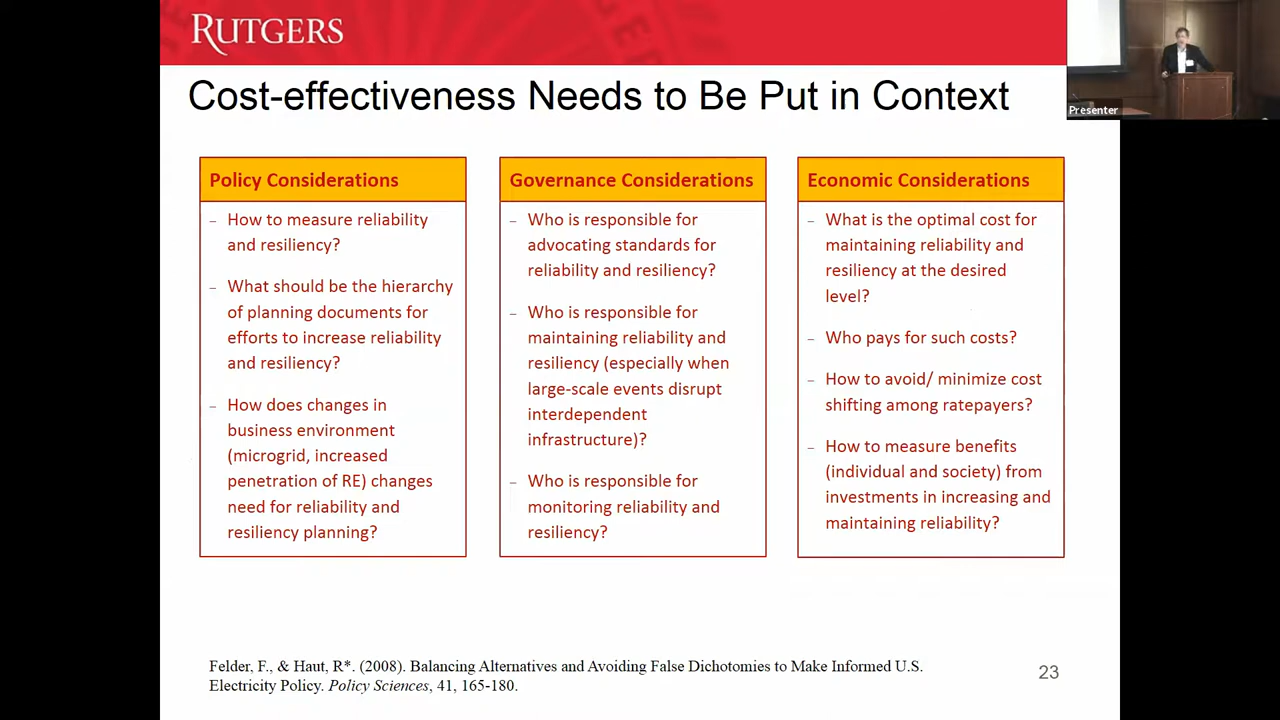 RUTGERS
Presenter
Cost-effectiveness Needs to Be Put in Context
Policy Considerations
– How to measure reliability
and resiliency?
– What should be the hierarchy
of planning documents for
efforts to increase reliability
and resiliency?
– How does changes in
business environment
(microgrid, increased
penetration of RE) changes
need for reliability and
resiliency planning?
Governance Considerations
– Who is responsible for
advocating standards for
reliability and resiliency?
– Who is responsible for
maintaining reliability and
resiliency (especially when
large-scale events disrupt
interdependent
infrastructure)?
– Who is responsible for
monitoring reliability and
resiliency?
Economic Considerations
– What is the optimal cost for
maintaining reliability and
resiliency at the desired
level?
– Who pays for such costs?
– How to avoid/ minimize cost
shifting among ratepayers?
– How to measure benefits
(individual and society) from
investments in increasing and
maintaining reliability?
Felder, F., & Haut, R*. (2008). Balancing Alternatives and Avoiding False Dichotomies to Make Informed U.S.
Electricity Policy. Policy Sciences, 41, 165-180.
23